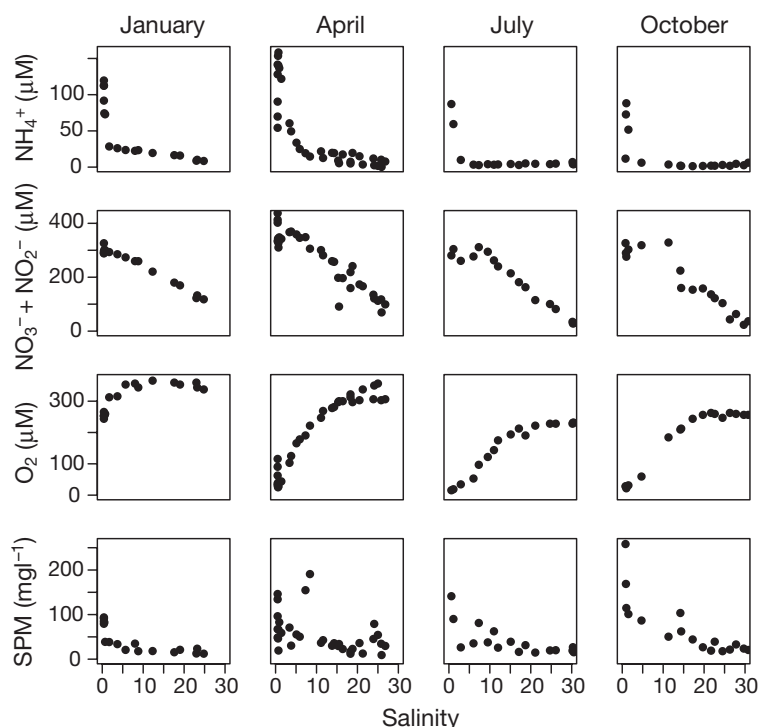 January April July October
NH₄⁺ (μM)
100
50
0
NO₃⁻ + NO₂⁻ (μM)
400
200
0
O₂ (μM)
300
100
0
SPM (mgl⁻¹)
200
100
0
0 10 20 30 0 10 20 30 0 10 20 30 0 10 20 30
Salinity